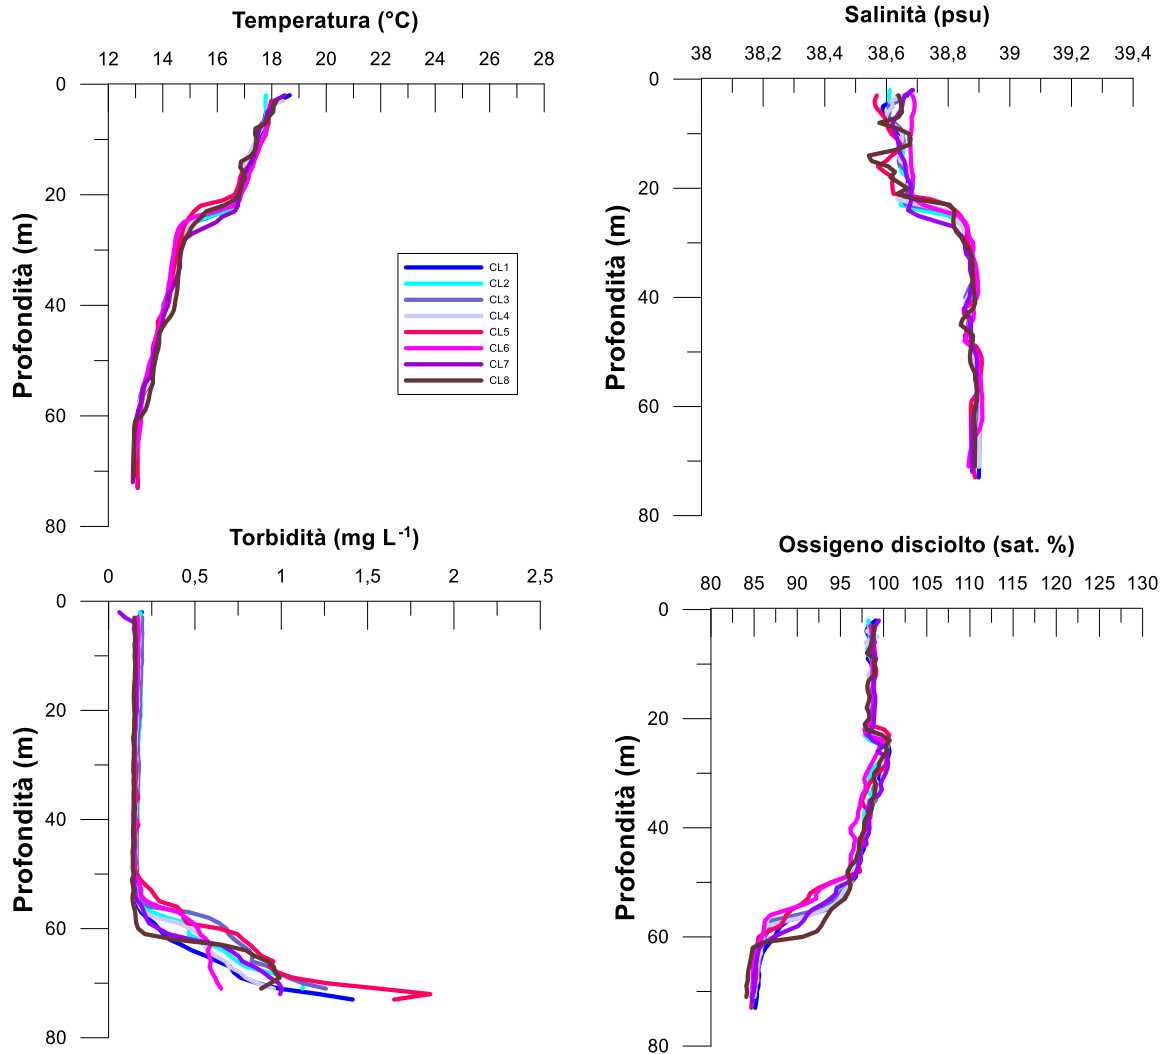 Temperatura (°C)
12 14 16 18 20 22 24 26 28
0
20
40
60
80
Profondità (m)
CL1
CL2
CL3
CL4
CL5
CL6
CL7
CL8
Salinità (psu)
38 38,2 38,4 38,6 38,8 39 39,2 39,4
0
20
40
60
80
Profondità (m)
Torbidità (mg L-1)
0 0,5 1 1,5 2 2,5
0
20
40
60
80
Profondità (m)
Ossigeno disciolto (sat. %)
80 85 90 95 100 105 110 115 120 125 130
0
20
40
60
80
Profondità (m)